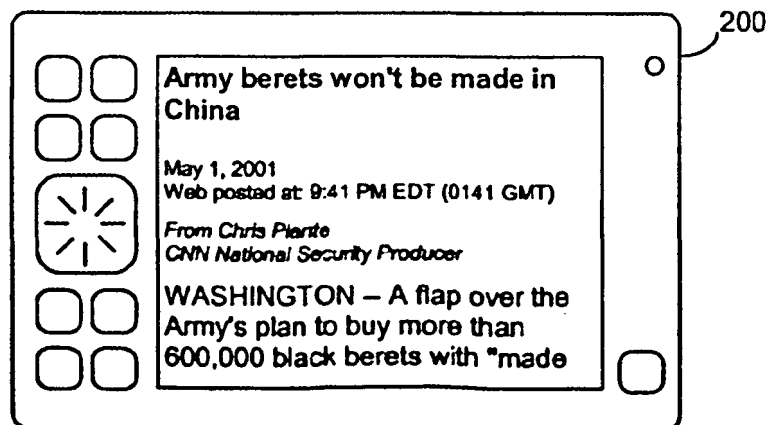 200
Army berets won't be made in
China
May 1, 2001
Web posted at: 9:41 PM EDT (0141 GMT)
From Chris Plante
CNN National Security Producer
WASHINGTON – A flap over the
Army's plan to buy more than
600,000 black berets with "made